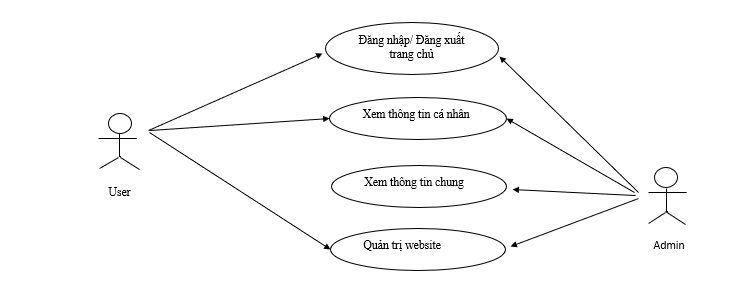 Đăng nhập/ Đăng xuất
trang chủ
Xem thông tin cá nhân
Xem thông tin chung
User
Quản trị website
Admin